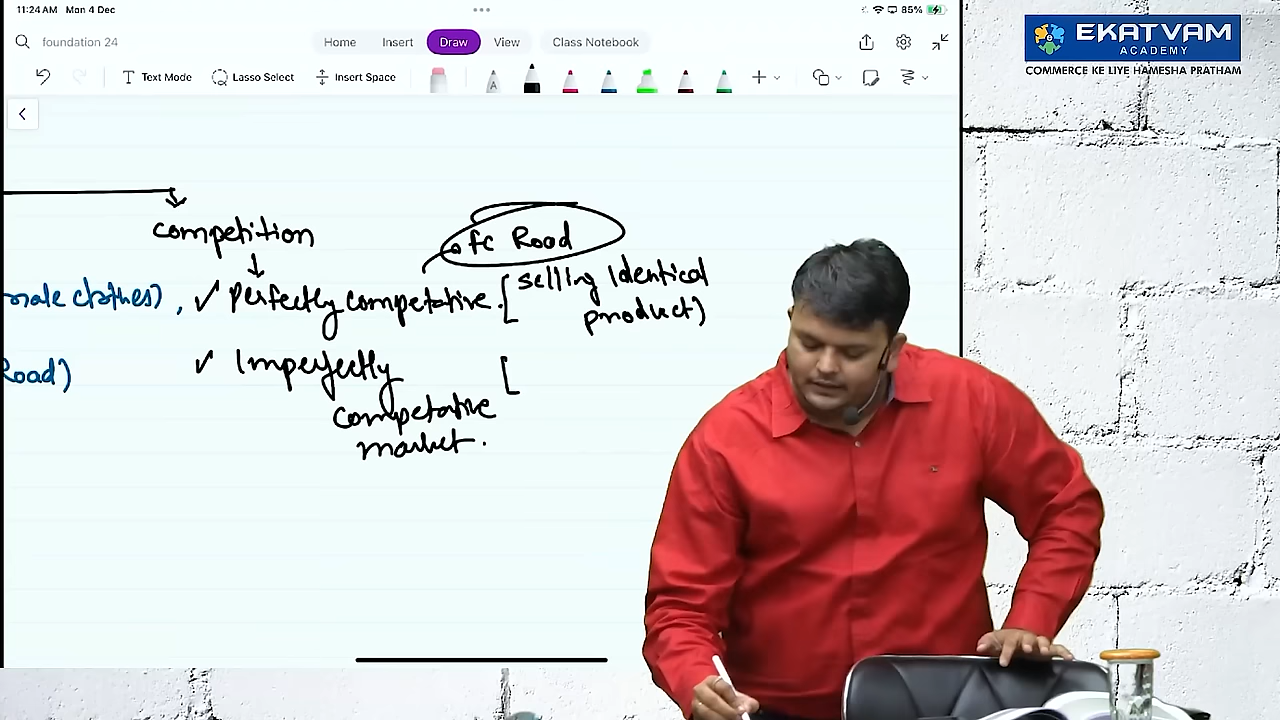 11:24 AM Mon 4 Dec
85%
foundation 24
Home Insert Draw View Class Notebook
Text Mode Lasso Select Insert Space
EKATVAM
ACADEMY
COMMERCE KE LIYE HAMESHA PRATHAM
competition
FC Road
male clothes), ✓ Perfectly competative. [selling Identical
product)
Road)
✓ Imperfectly [
competative
market.